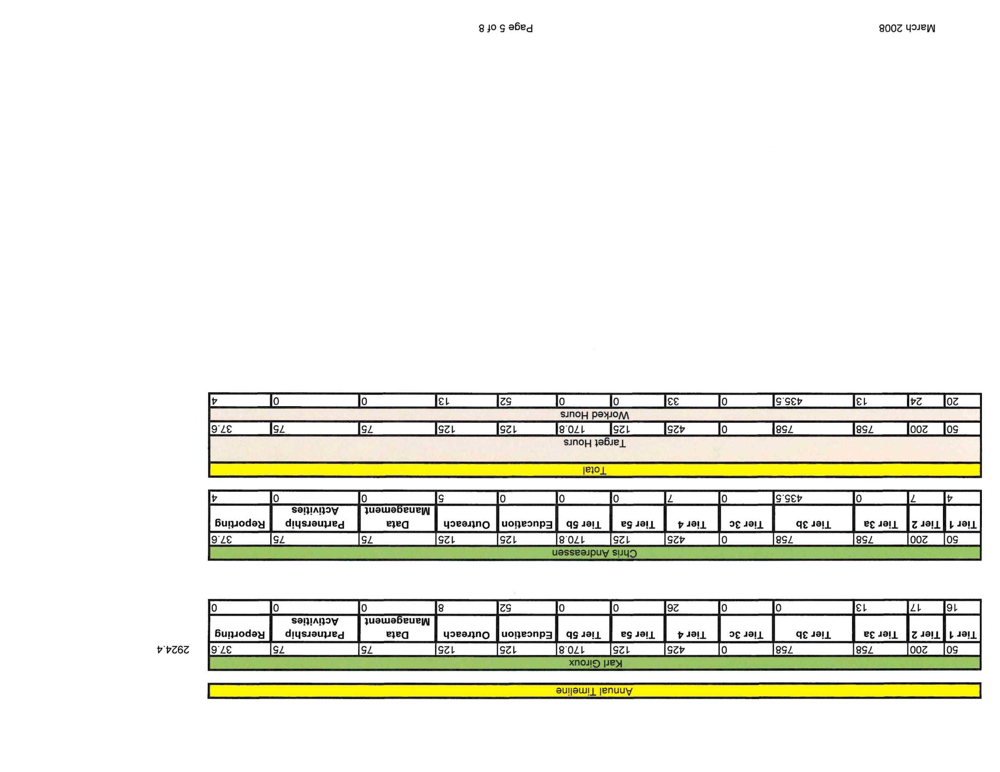 Annual Timeline
Karl Giroux
50 200 758 758 0 425 125 170.8 125 125 75 75 37.6 2924.4
Tier 1 Tier 2 Tier 3a Tier 3b Tier 3c Tier 4 Tier 5a Tier 5b Education Outreach Data Management Partnership Activities Reporting
16 17 13 0 0 26 0 0 52 8 0 0 0
Chris Andreassen
50 200 758 758 0 425 125 170.8 125 125 75 75 37.6
Tier 1 Tier 2 Tier 3a Tier 3b Tier 3c Tier 4 Tier 5a Tier 5b Education Outreach Data Management Partnership Activities Reporting
4 7 0 435.5 0 7 0 0 0 5 0 0 4
Total
Target Hours
50 200 758 758 0 425 125 170.8 125 125 75 75 37.6
Worked Hours
20 24 13 435.5 0 33 0 0 52 13 0 0 4
March 2008 Page 5 of 8